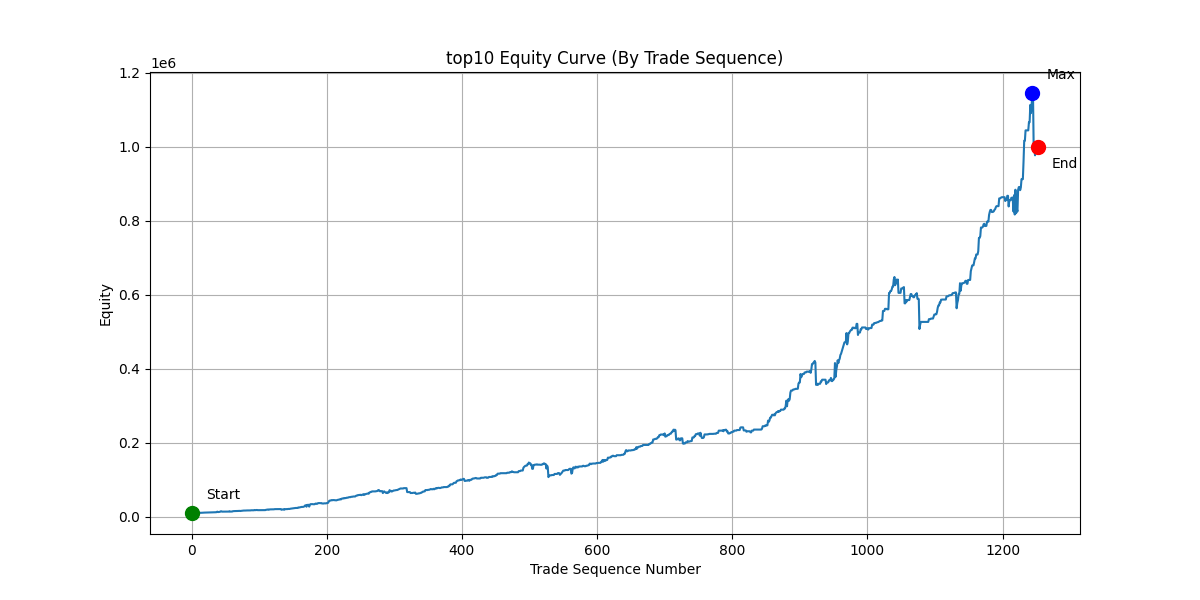 top10 Equity Curve (By Trade Sequence)
1e6
Max
1.2
1.0
End
0.8
0.6
0.4
0.2
Start
0.0
Equity
0 200 400 600 800 1000 1200
Trade Sequence Number